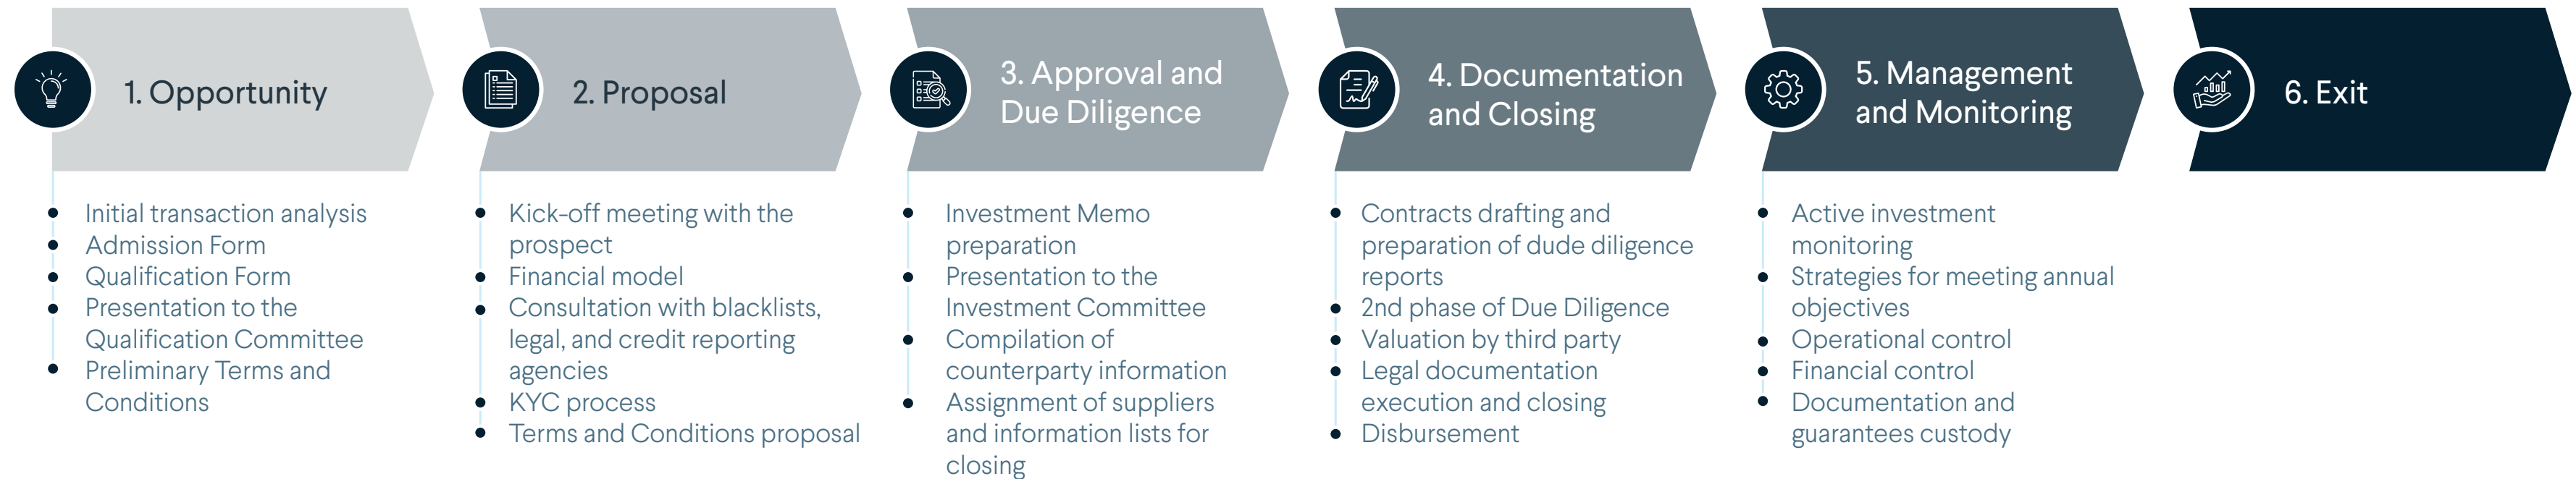 1. Opportunity
Initial transaction analysis
Admission Form
Qualification Form
Presentation to the
Qualification Committee
Preliminary Terms and
Conditions
2. Proposal
Kick-off meeting with the
prospect
Financial model
Consultation with blacklists,
legal, and credit reporting
agencies
KYC process
Terms and Conditions proposal
3. Approval and
Due Diligence
Investment Memo
preparation
Presentation to the
Investment Committee
Compilation of
counterparty information
Assignment of suppliers
and information lists for
closing
4. Documentation
and Closing
Contracts drafting and
preparation of dude diligence
reports
2nd phase of Due Diligence
Valuation by third party
Legal documentation
execution and closing
Disbursement
5. Management
and Monitoring
Active investment
monitoring
Strategies for meeting annual
objectives
Operational control
Financial control
Documentation and
guarantees custody
6. Exit